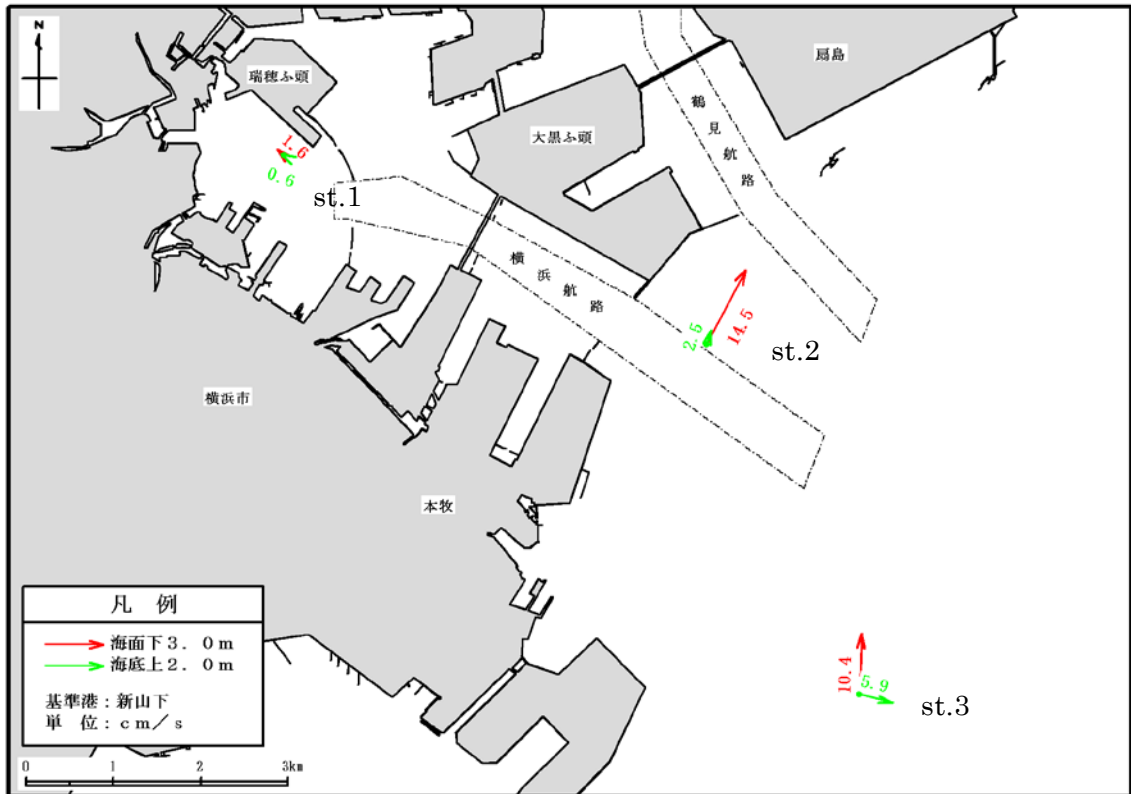 N
扇島
瑞穂ふ頭
鶴見航路
大黒ふ頭
1.6
0.6
st.1
横浜航路
14.5
2.5
st.2
横浜市
本牧
凡 例
海面下3.0m
海底上2.0m
基準港:新山下
単 位:cm/s
10.4
5.9
st.3
0 1 2 3km